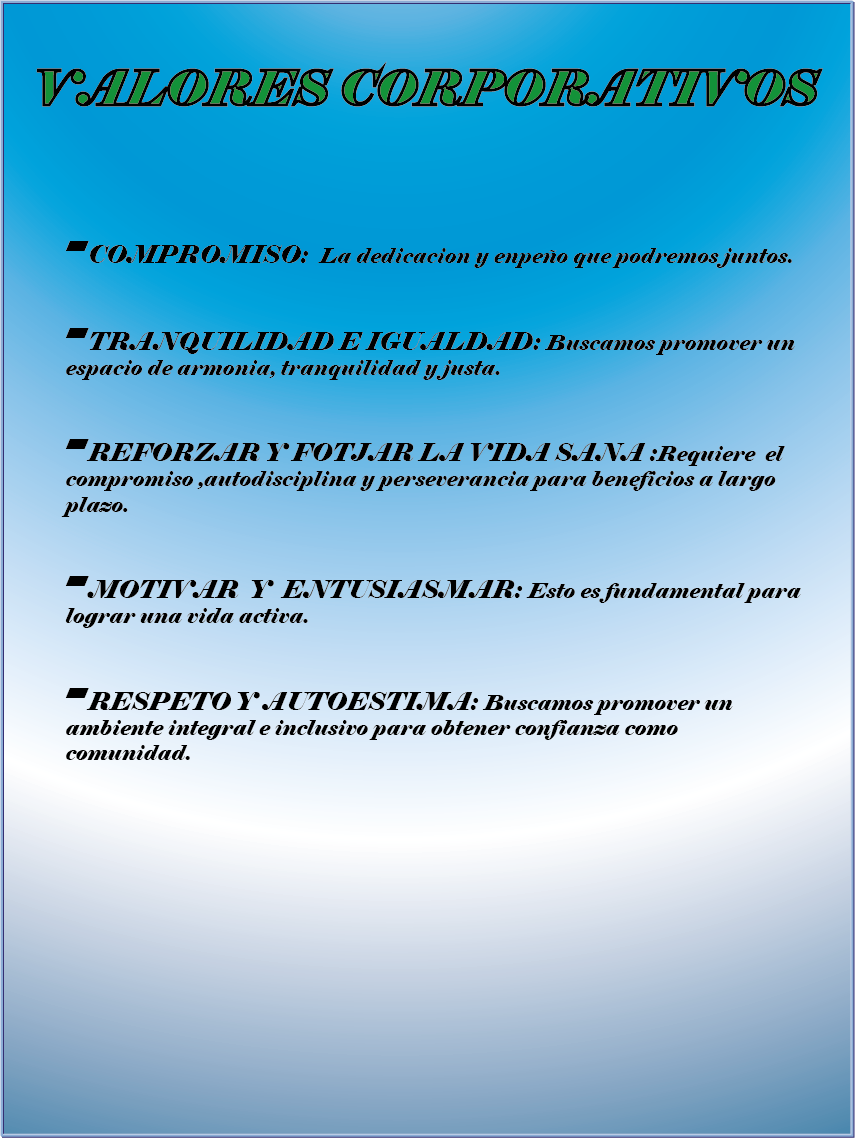 VALORES CORPORATIVOS
-COMPROMISO: La dedicacion y enpeño que podremos juntos.
-TRANQUILIDAD E IGUALDAD: Buscamos promover un
espacio de armonia, tranquilidad y justa.
-REFORZAR Y FOTJAR LA VIDA SANA :Requiere el
compromiso ,autodisciplina y perseverancia para beneficios a largo
plazo.
-MOTIVAR Y ENTUSIASMAR: Esto es fundamental para
lograr una vida activa.
-RESPETO Y AUTOESTIMA: Buscamos promover un
ambiente integral e inclusivo para obtener confianza como
comunidad.